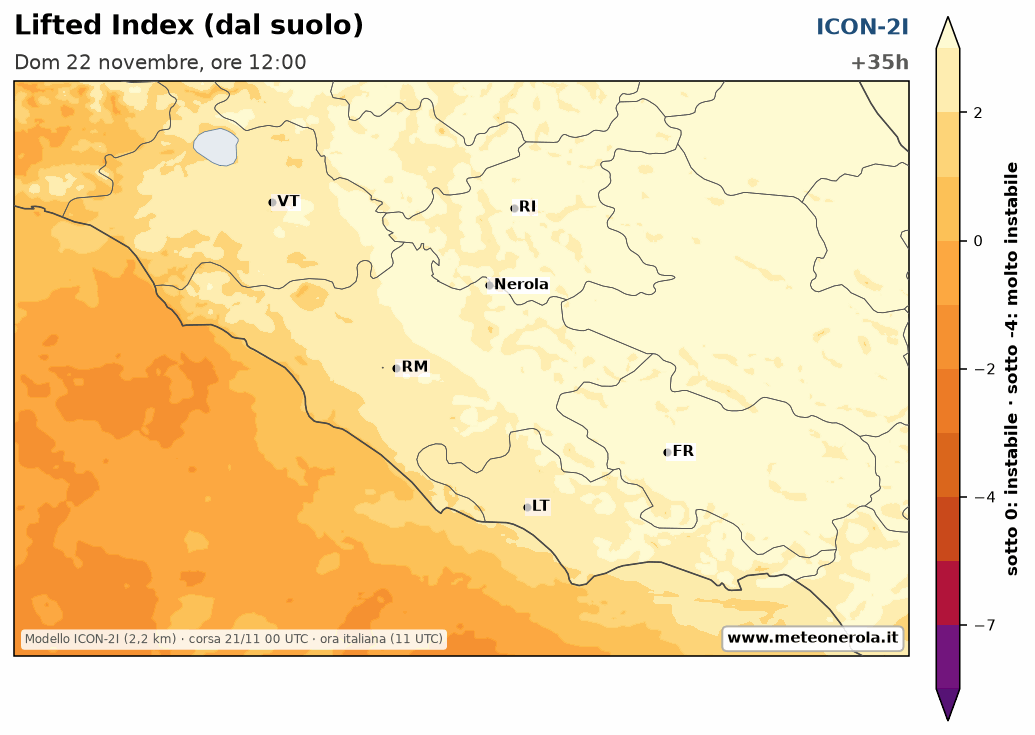 Lifted Index (dal suolo)
ICON-2I
Dom 22 novembre, ore 12:00
+35h
VT
RI
Nerola
RM
FR
LT
Modello ICON-2I (2,2 km) · corsa 21/11 00 UTC · ora italiana (11 UTC)
www.meteonerola.it
2
0
−2
−4
−7
sotto 0: instabile · sotto -4: molto instabile